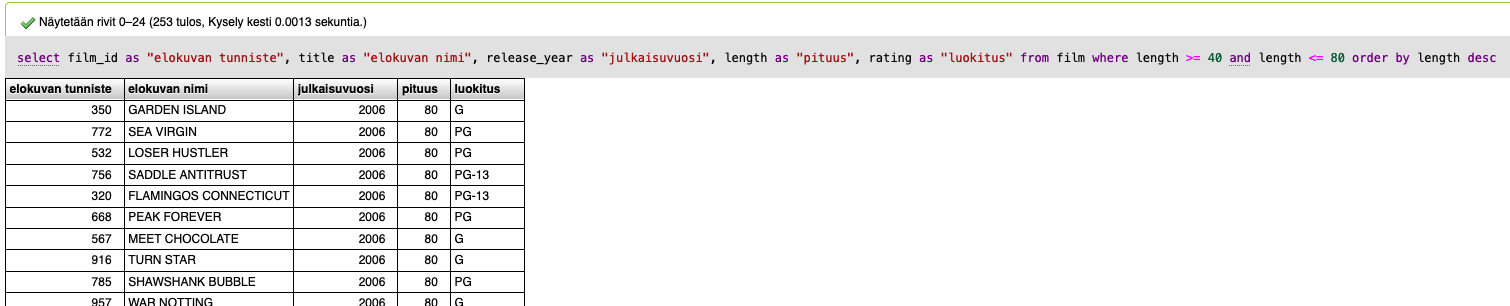 Näytetään rivit 0–24 (253 tulos, Kysely kesti 0.0013 sekuntia.)
select film_id as "elokuvan tunniste", title as "elokuvan nimi", release_year as "julkaisuvuosi", length as "pituus", rating as "luokitus" from film where length >= 40 and length <= 80 order by length desc
elokuvan tunniste elokuvan nimi julkaisuvuosi pituus luokitus
350 GARDEN ISLAND 2006 80 G
772 SEA VIRGIN 2006 80 PG
532 LOSER HUSTLER 2006 80 PG
756 SADDLE ANTITRUST 2006 80 PG-13
320 FLAMINGOS CONNECTICUT 2006 80 PG-13
668 PEAK FOREVER 2006 80 PG
567 MEET CHOCOLATE 2006 80 G
916 TURN STAR 2006 80 G
785 SHAWSHANK BUBBLE 2006 80 PG
957 WAR NOTTING 2006 80 G